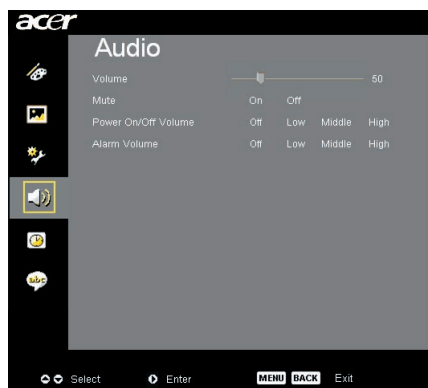 acer
Audio
Volume 50
Mute On Off
Power On/Off Volume Off Low Middle High
Alarm Volume Off Low Middle High
abc
Select Enter MENU BACK Exit